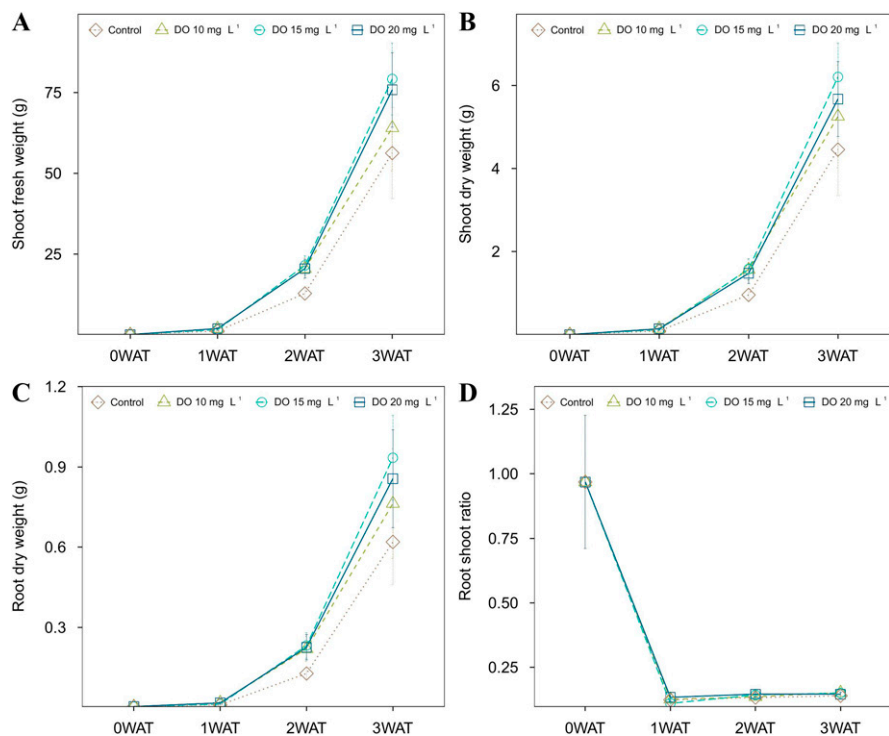 A
Control DO 10 mg L ¹ DO 15 mg L ¹ DO 20 mg L ¹
Shoot fresh weight (g)
75
50
25
0WAT 1WAT 2WAT 3WAT
B
Control DO 10 mg L ¹ DO 15 mg L ¹ DO 20 mg L ¹
Shoot dry weight (g)
6
4
2
0WAT 1WAT 2WAT 3WAT
C
Control DO 10 mg L ¹ DO 15 mg L ¹ DO 20 mg L ¹
Root dry weight (g)
1.2
0.9
0.6
0.3
0WAT 1WAT 2WAT 3WAT
D
Control DO 10 mg L ¹ DO 15 mg L ¹ DO 20 mg L ¹
Root shoot ratio
1.25
1.00
0.75
0.50
0.25
0WAT 1WAT 2WAT 3WAT